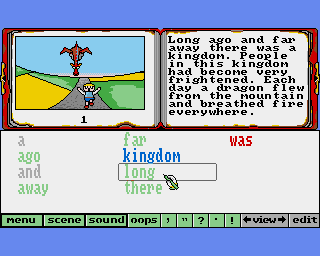 Long ago and far
away there was a
kingdom. People
in this kingdom
had become very
frightened. Each
day a dragon flew
from the mountain
and breathed fire
everywhere.
1
a far was
ago kingdom
and long
away there
menu scene sound oops , " ? . ! ←view→ edit